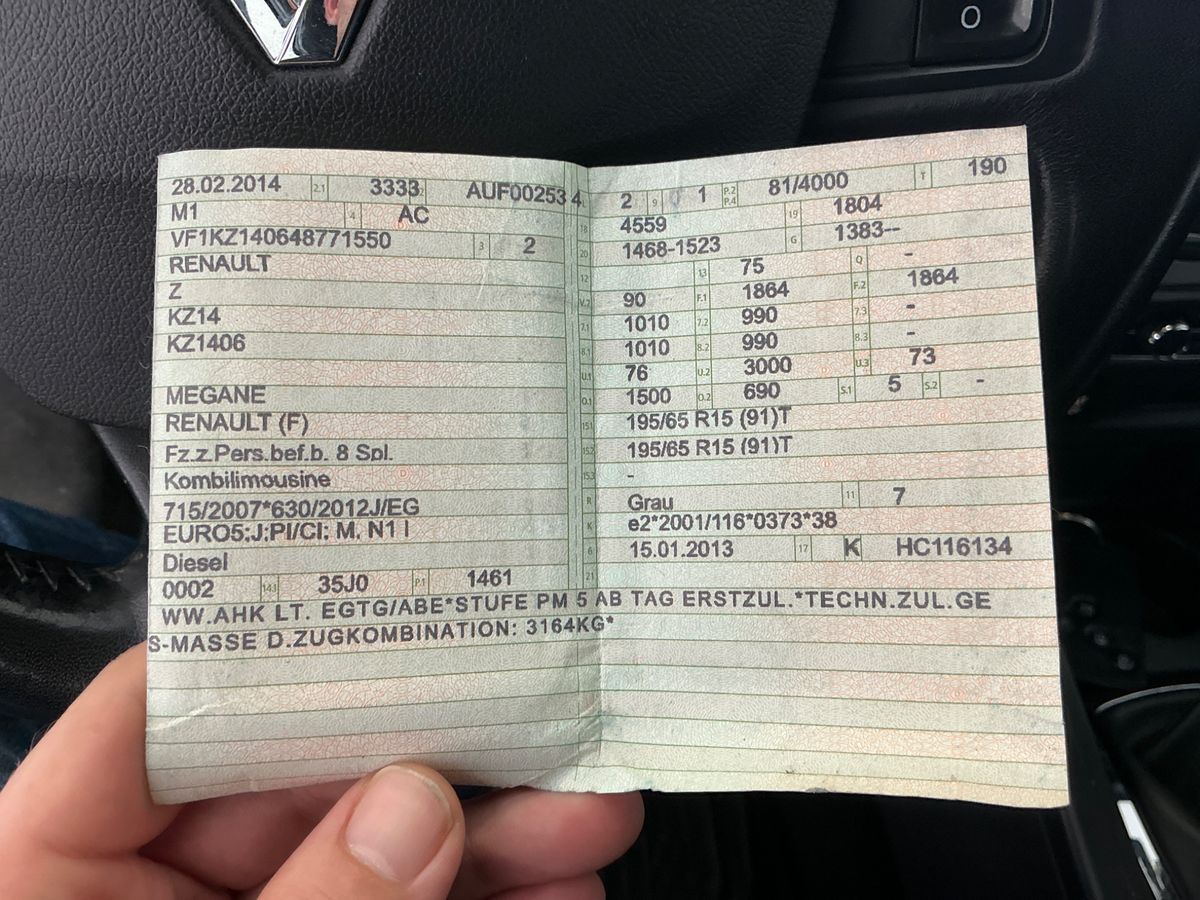 28.02.2014 2.1 3333 2.2 AUF00253 4
M1 4 AC
VF1KZ140648771550 3 2
RENAULT
Z
KZ14
KZ1406
MEGANE
RENAULT (F)
Fz.z.Pers.bef.b. 8 Spl.
Kombilimousine
715/2007*630/2012J/EG
EURO5;J;PI/CI; M, N1 I
Diesel
0002 14.1 35J0 P.1 1461
L 2 9 1 P.2 P.4 81/4000 T 190
18 4559 19 1804
20 1468-1523 G 1383--
12 13 75 Q -
V.7 90 F.1 1864 F.2 1864
7.1 1010 7.2 990 7.3 -
8.1 1010 8.2 990 8.3 -
U.1 76 U.2 3000 U.3 73
O.1 1500 O.2 690 S.1 5 S.2 -
15.1 195/65 R15 (91)T
15.2 195/65 R15 (91)T
15.3 -
R Grau 11 7
K e2*2001/116*0373*38
6 15.01.2013 17 K HC116134
21
WW.AHK LT. EGTG/ABE*STUFE PM 5 AB TAG ERSTZUL.*TECHN.ZUL.GE
S-MASSE D.ZUGKOMBINATION: 3164KG*
O